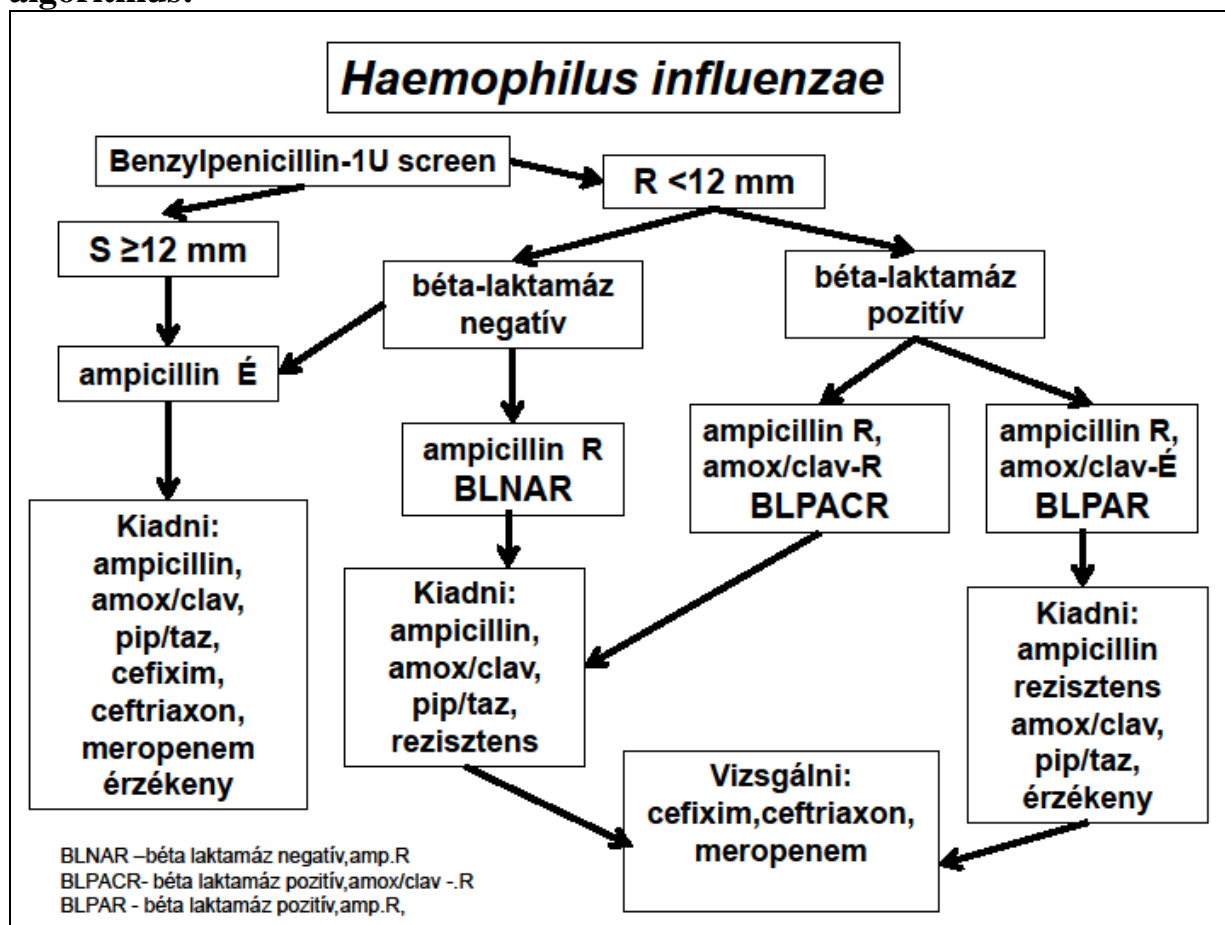 algoritmus:
Haemophilus influenzae
Benzylpenicillin-1U screen
R <12 mm
S ≥12 mm
béta-laktamáz
negatív
béta-laktamáz
pozitív
ampicillin É
ampicillin R
BLNAR
ampicillin R,
amox/clav-R
BLPACR
ampicillin R,
amox/clav-É
BLPAR
Kiadni:
ampicillin,
amox/clav,
pip/taz,
cefixim,
ceftriaxon,
meropenem
érzékeny
Kiadni:
ampicillin,
amox/clav,
pip/taz,
rezisztens
Kiadni:
ampicillin
rezisztens
amox/clav,
pip/taz,
érzékeny
Vizsgálni:
cefixim,ceftriaxon,
meropenem
BLNAR –béta laktamáz negatív,amp.R
BLPACR- béta laktamáz pozitív,amox/clav -.R
BLPAR - béta laktamáz pozitív,amp.R,